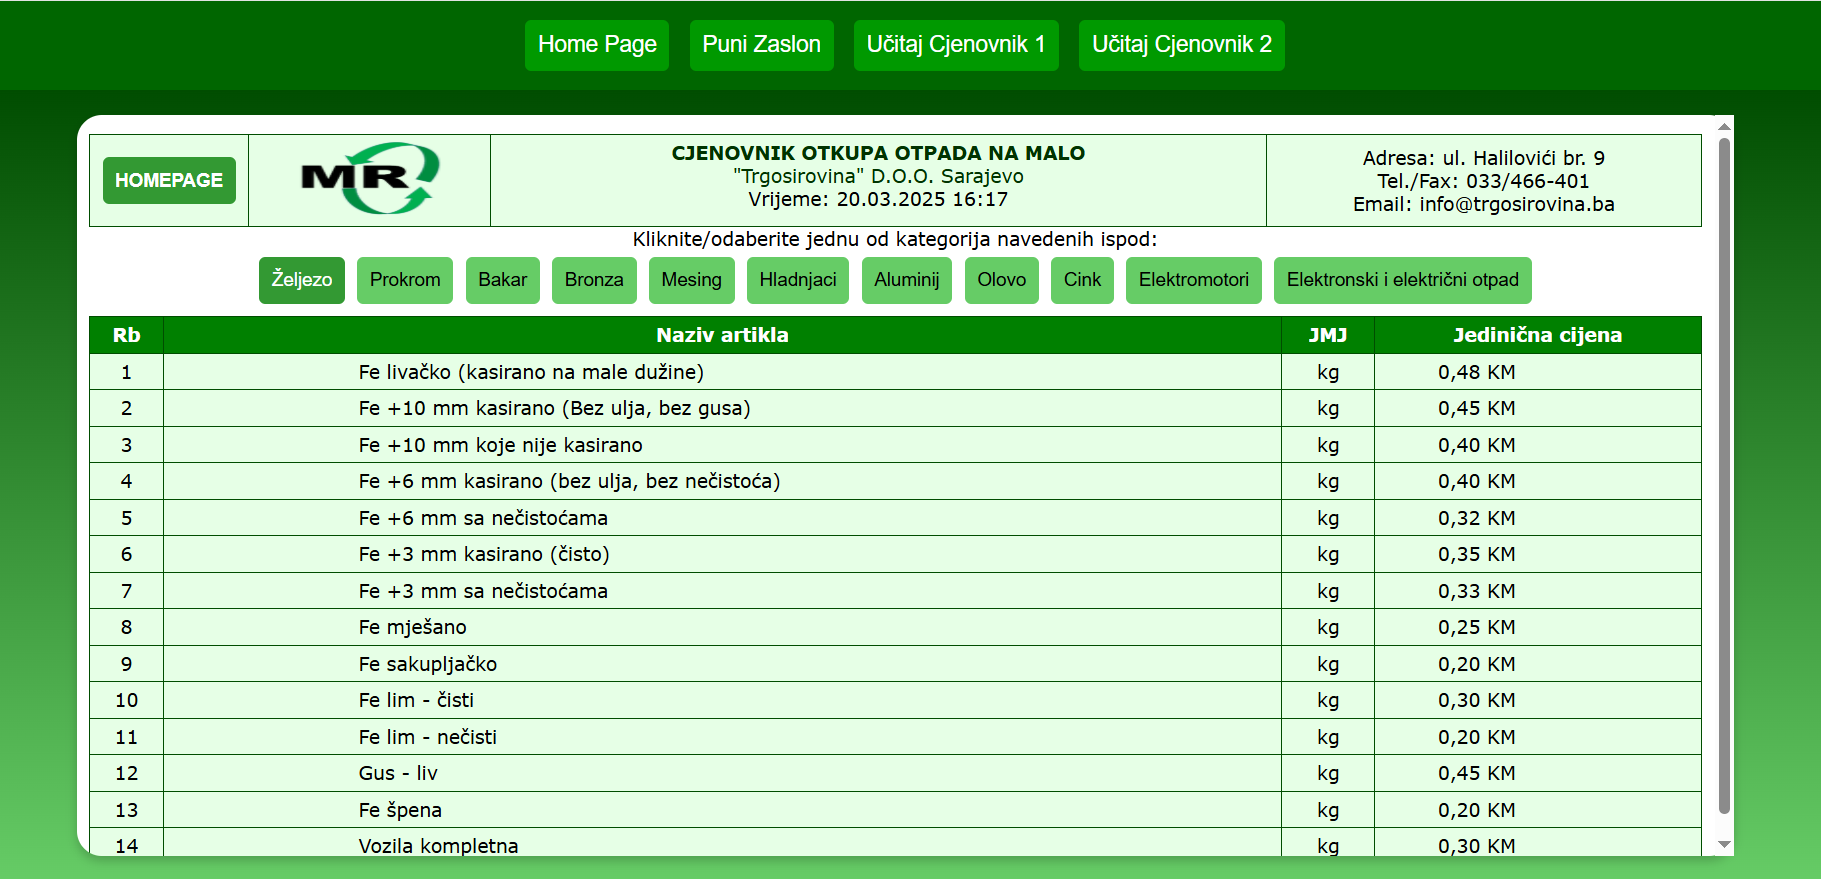 Home Page
Puni Zaslon
Učitaj Cjenovnik 1
Učitaj Cjenovnik 2
HOMEPAGE
MR
CJENOVNIK OTKUPA OTPADA NA MALO
"Trgosirovina" D.O.O. Sarajevo
Vrijeme: 20.03.2025 16:17
Adresa: ul. Halilovići br. 9
Tel./Fax: 033/466-401
Email: info@trgosirovina.ba
Kliknite/odaberite jednu od kategorija navedenih ispod:
Željezo
Prokrom
Bakar
Bronza
Mesing
Hladnjaci
Aluminij
Olovo
Cink
Elektromotori
Elektronski i električni otpad
Rb Naziv artikla JMJ Jedinična cijena
1 Fe livačko (kasirano na male dužine) kg 0,48 KM
2 Fe +10 mm kasirano (Bez ulja, bez gusa) kg 0,45 KM
3 Fe +10 mm koje nije kasirano kg 0,40 KM
4 Fe +6 mm kasirano (bez ulja, bez nečistoća) kg 0,40 KM
5 Fe +6 mm sa nečistoćama kg 0,32 KM
6 Fe +3 mm kasirano (čisto) kg 0,35 KM
7 Fe +3 mm sa nečistoćama kg 0,33 KM
8 Fe mješano kg 0,25 KM
9 Fe sakupljačko kg 0,20 KM
10 Fe lim - čisti kg 0,30 KM
11 Fe lim - nečisti kg 0,20 KM
12 Gus - liv kg 0,45 KM
13 Fe špena kg 0,20 KM
14 Vozila kompletna kg 0,30 KM